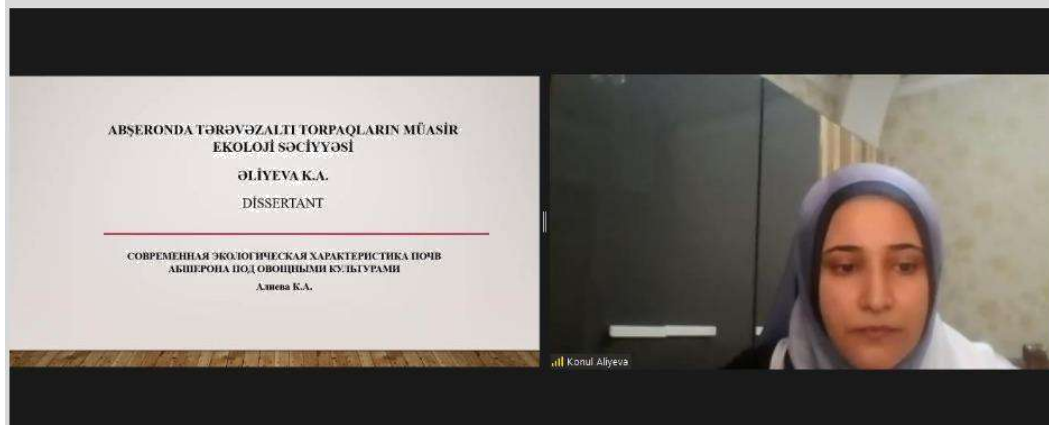 ABŞERONDA TƏRƏVƏZALTI TORPAQLARIN MÜASİR
EKOLOJİ SƏCİYYƏSİ
ƏLİYEVA K.A.
DİSSERTANT
СОВРЕМЕННАЯ ЭКОЛОГИЧЕСКАЯ ХАРАКТЕРИСТИКА ПОЧВ
АБШЕРОНА ПОД ОВОЩНЫМИ КУЛЬТУРАМИ
Алиева К.А.
Konul Aliyeva